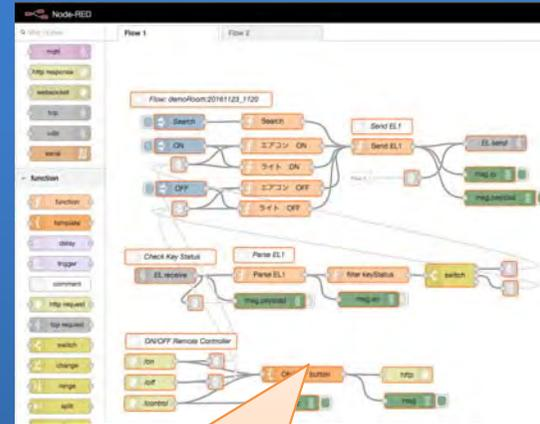 Node-RED
Flow 1
Flow 2
mqtt
http response
websocket
tcp
udp
serial
function
function
template
delay
trigger
comment
http request
tcp request
switch
change
range
split
Flow: demoRoom:20161123_1120
Search
Search
ON
エアコン ON
ライト ON
OFF
エアコン OFF
ライト OFF
Send EL1
Send EL1
EL send
msg.ip
msg.payload
Check Key Status
Parse EL1
EL receive
Parse EL1
filter keyStatus
switch
msg.payload
ON/OFF Remote Controller
/on
/off
/control
button
http
msg